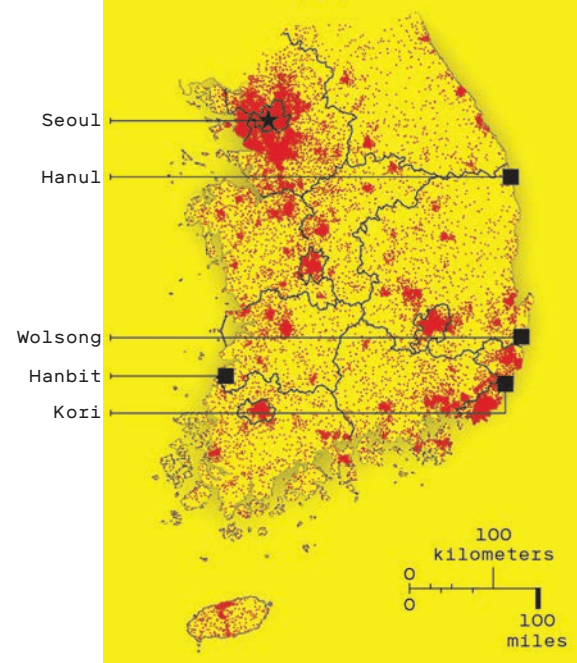 Seoul
Hanul
Wolsong
Hanbit
Kori
100
kilometers
0
0
100
miles